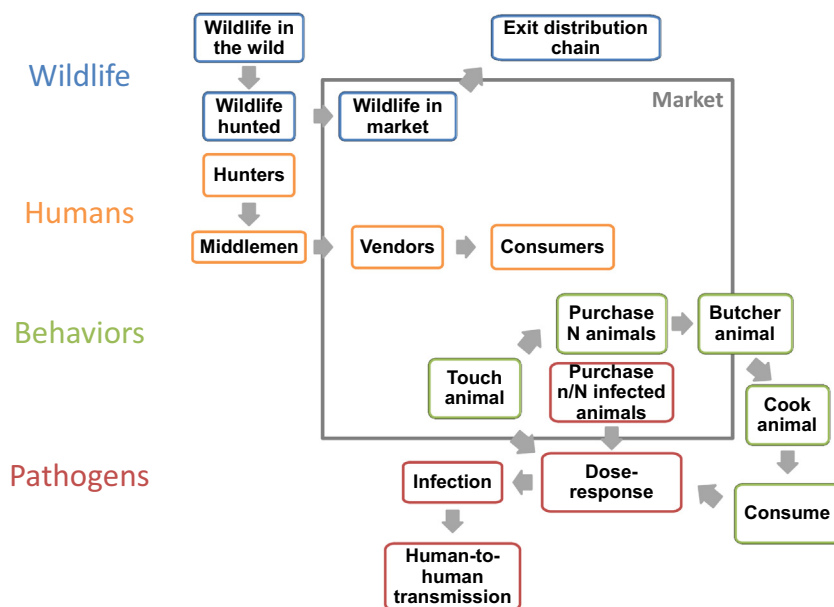 Wildlife
Wildlife in
the wild
Exit distribution
chain
Market
Wildlife
hunted
Wildlife in
market
Humans
Hunters
Middlemen
Vendors
Consumers
Behaviors
Purchase
N animals
Butcher
animal
Touch
animal
Purchase
n/N infected
animals
Cook
animal
Pathogens
Infection
Dose-
response
Consume
Human-to-
human
transmission